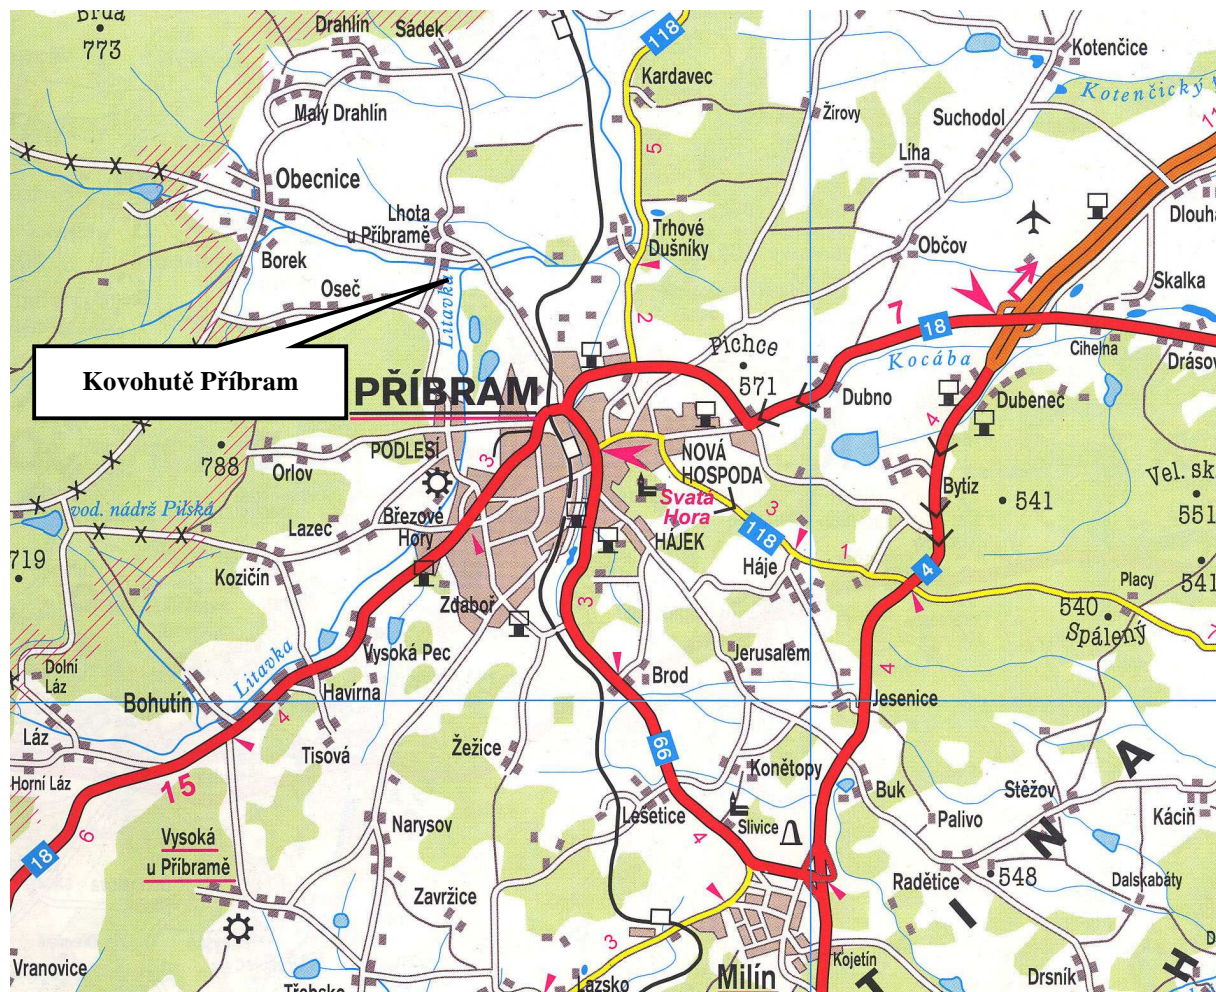 Brda
773
Drahlín
Sádek
118
Kotenčice
Kardavec
Kotenčický
Malý Drahlín
Žirovy
Suchodol
11
5
Líha
Obecnice
Lhota
u Příbramě
Trhové
Dušníky
Dlouhá
Občov
Borek
Oseč
Litavka
Skalka
7
18
2
Pichce
571
Kocába
Cihelna
Drásov
Kovohutě Příbram
PŘÍBRAM
Dubno
Dubenec
4
788
PODLESÍ
Orlov
3
NOVÁ
HOSPODA
Svatá
Hora
Vel. sk
551
Bytíz
541
vod. nádrž Pilská
Lazec
Březové
Hory
HÁJEK
3
118
719
Kozičín
Háje
1
4
Placy
541
540
Spálený
7
Zdaboř
3
Vysoká Pec
Litavka
Dolní
Láz
Bohutín
Havírna
4
Brod
Jerusalem
4
Jesenice
Láz
Tisová
Žežice
66
Konětopy
Horní Láz
15
Buk
Stěžov
A
Káciň
6
Narysov
Lešetice
4
Slivice
Palivo
N
18
Vysoká
u Příbramě
Zavržice
Radětice
548
Dalskabáty
I
3
Vranovice
Třebsko
Lazsko
Milín
Kojetín
T
Drsník
H